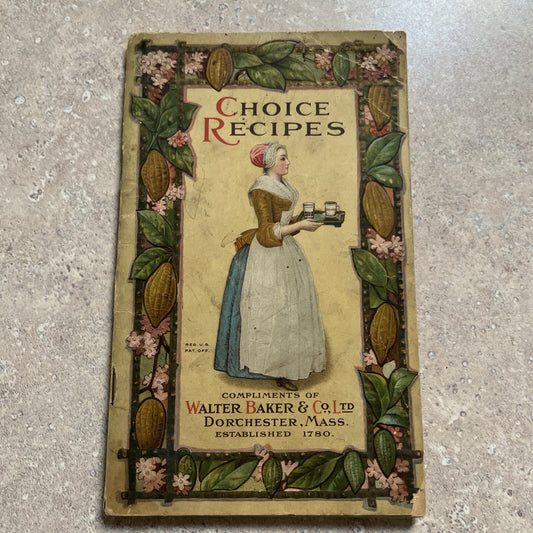 CHOICE
RECIPES
REG. U.S.
PAT. OFF.
COMPLIMENTS OF
WALTER BAKER & CO. LTD
DORCHESTER, MASS.
ESTABLISHED 1780.